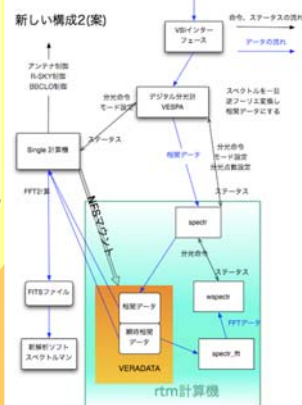 新しい構成2(案)
VSIインター
フェース
命令、ステータスの流れ
データの流れ
アンテナ制御
R-SKY制御
BBCLO制御
分光命令
モード設定
デジタル分光計
VESPA
スペクトルを一旦
逆フーリエ変換し
相関データにする
Single 計算機
ステータス
相関データ
分光命令
モード設定
分光点数設定
ステータス
FFT計算
NFSマウント
spectr
分光命令
ステータス
FITSファイル
相関データ
wspectr
積分相関
データ
FFTデータ
新解析ソフト
スペクトルマン
VERADATA
spectr_fft
rtm計算機